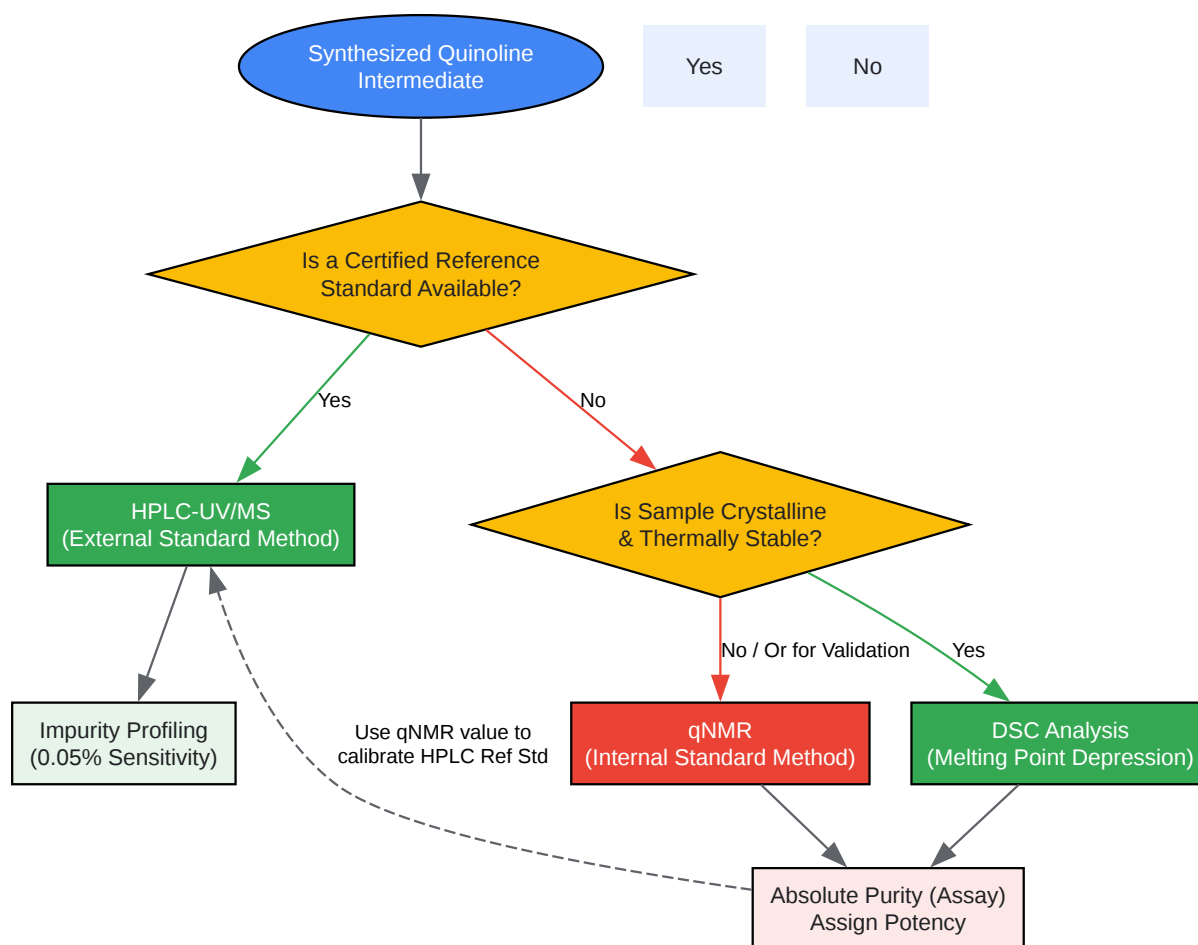 Synthesized Quinoline
Intermediate
Yes
No
Is a Certified Reference
Standard Available?
Yes
No
HPLC-UV/MS
(External Standard Method)
Is Sample Crystalline
& Thermally Stable?
No / Or for Validation
Yes
Impurity Profiling
(0.05% Sensitivity)
Use qNMR value to
calibrate HPLC Ref Std
qNMR
(Internal Standard Method)
DSC Analysis
(Melting Point Depression)
Absolute Purity (Assay)
Assign Potency